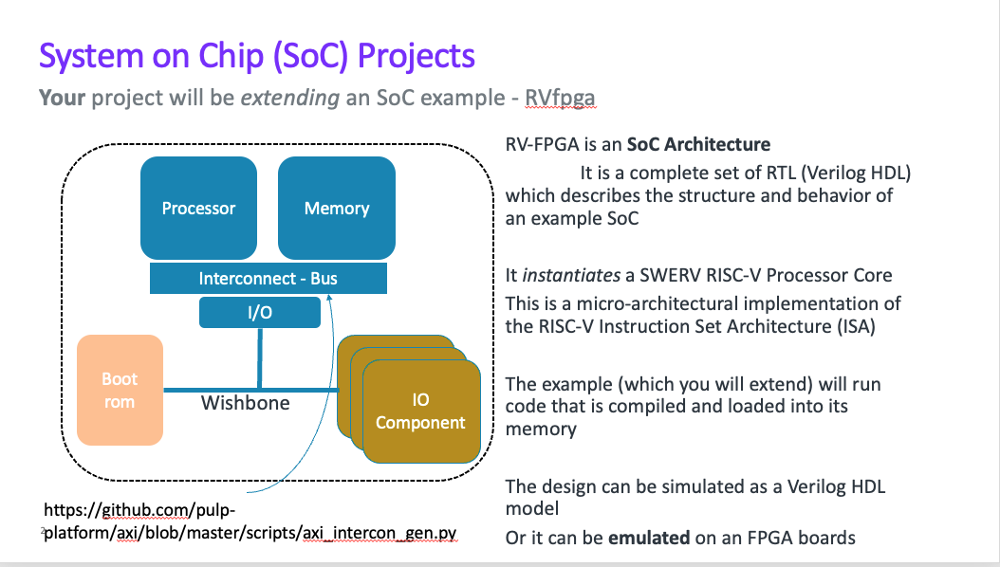 System on Chip (SoC) Projects
Your project will be extending an SoC example - RVfpga
Processor
Memory
Interconnect - Bus
I/O
Boot
rom
Wishbone
IO
Component
https://github.com/pulp-
platform/axi/blob/master/scripts/axi_intercon_gen.py
2
RV-FPGA is an SoC Architecture
It is a complete set of RTL (Verilog HDL)
which describes the structure and behavior of
an example SoC
It instantiates a SWERV RISC-V Processor Core
This is a micro-architectural implementation of
the RISC-V Instruction Set Architecture (ISA)
The example (which you will extend) will run
code that is compiled and loaded into its
memory
The design can be simulated as a Verilog HDL
model
Or it can be emulated on an FPGA boards